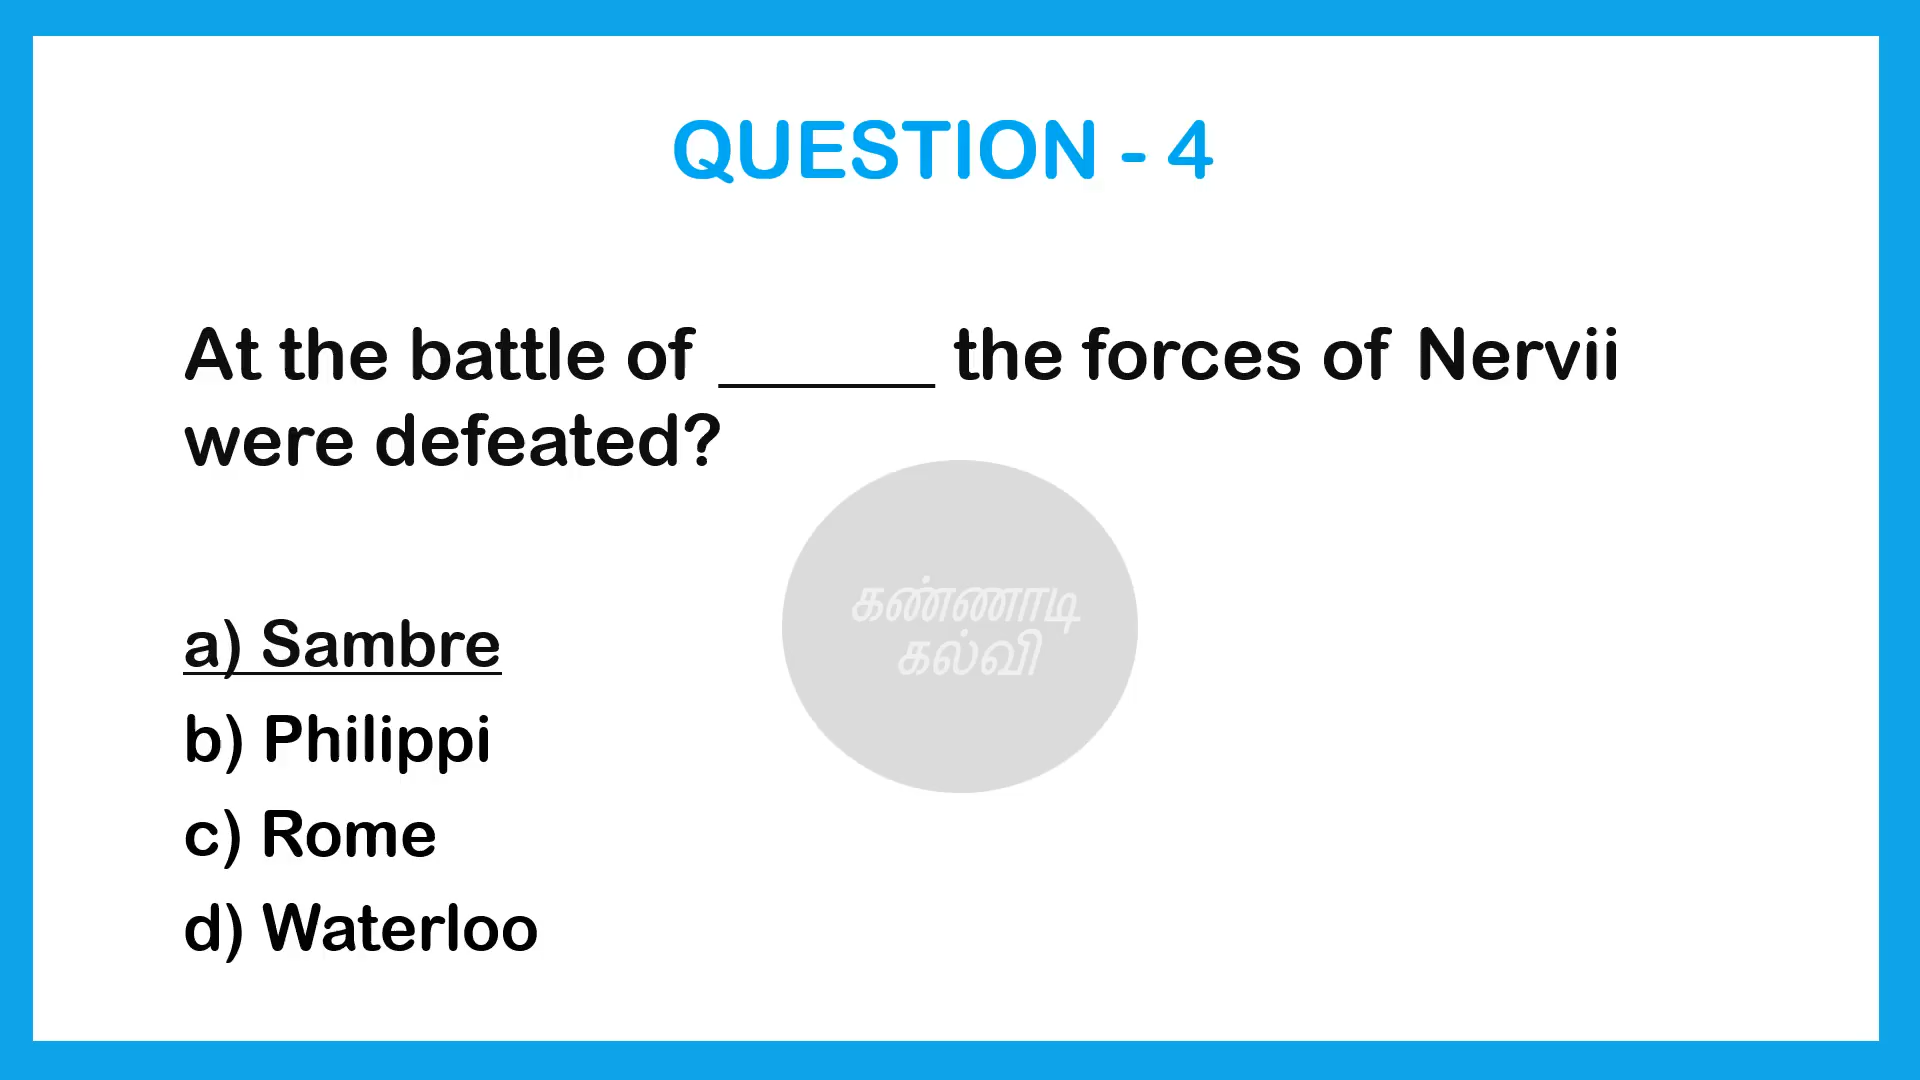 QUESTION - 4
At the battle of ______ the forces of Nervii
were defeated?
கண்ணாடி
கல்வி
a) Sambre
b) Philippi
c) Rome
d) Waterloo